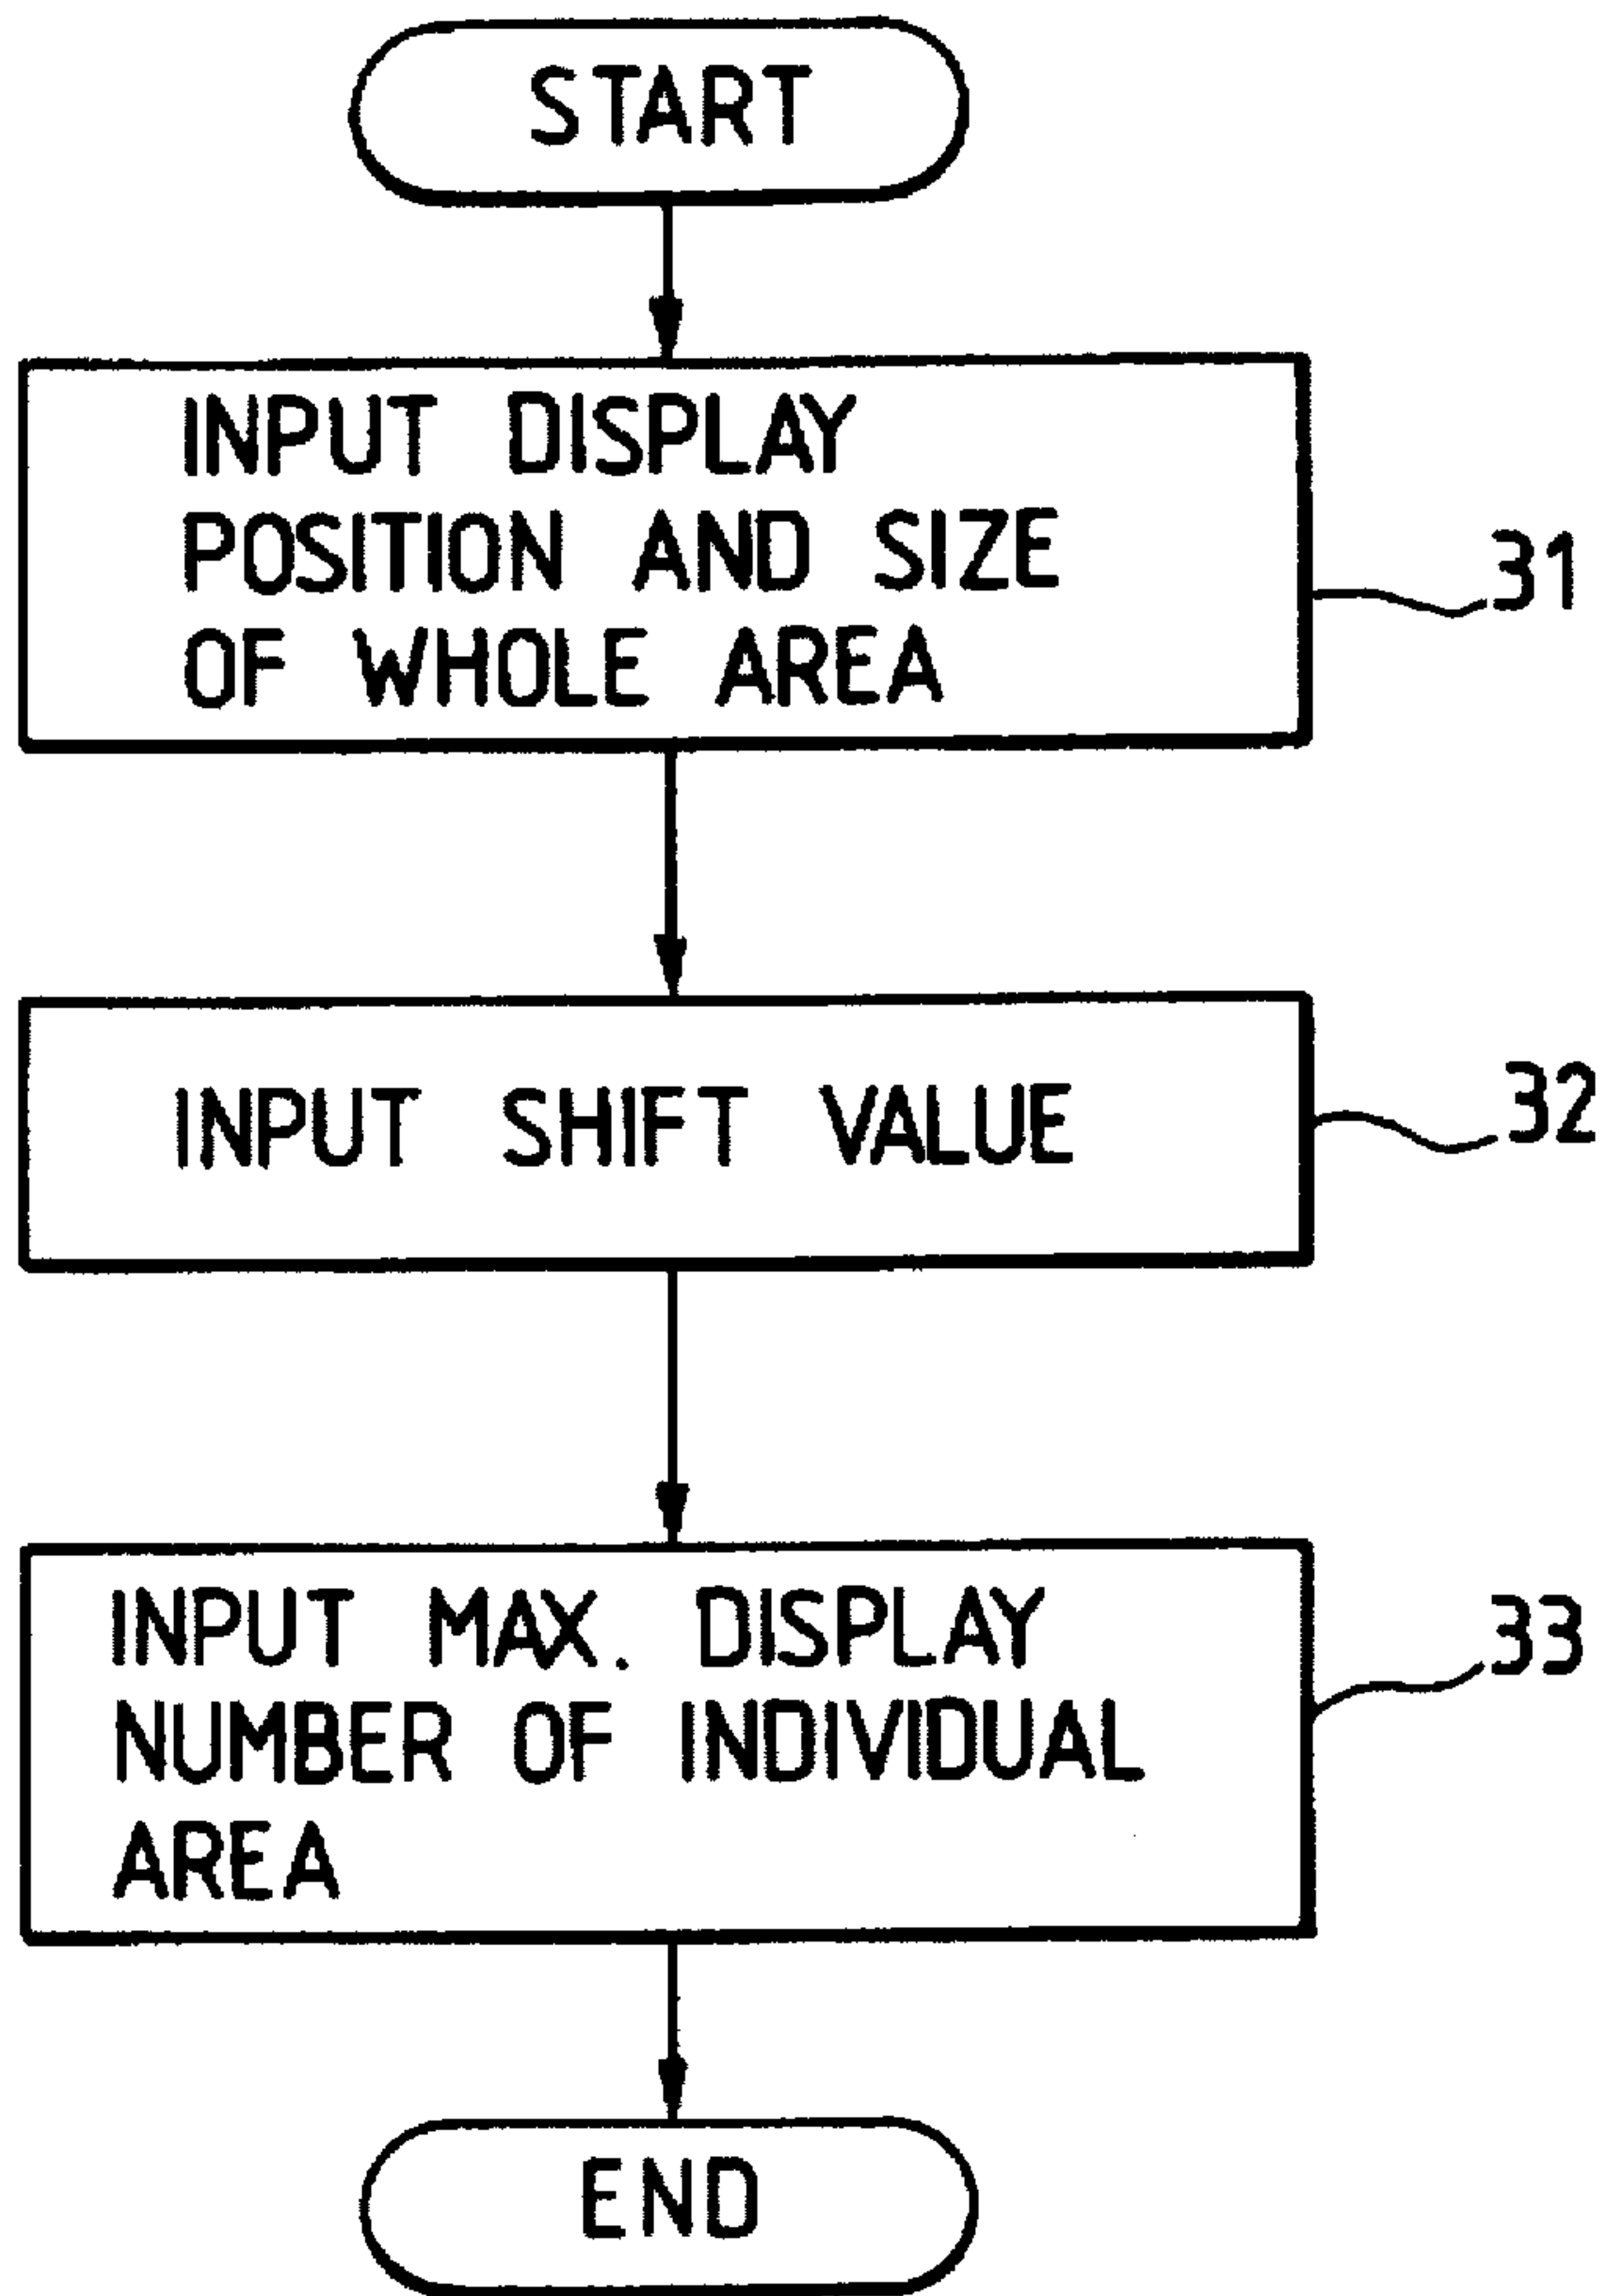 START
INPUT DISPLAY
POSITION AND SIZE
OF WHOLE AREA
31
INPUT SHIFT VALUE
32
INPUT MAX. DISPLAY
NUMBER OF INDIVIDUAL
AREA
33
END